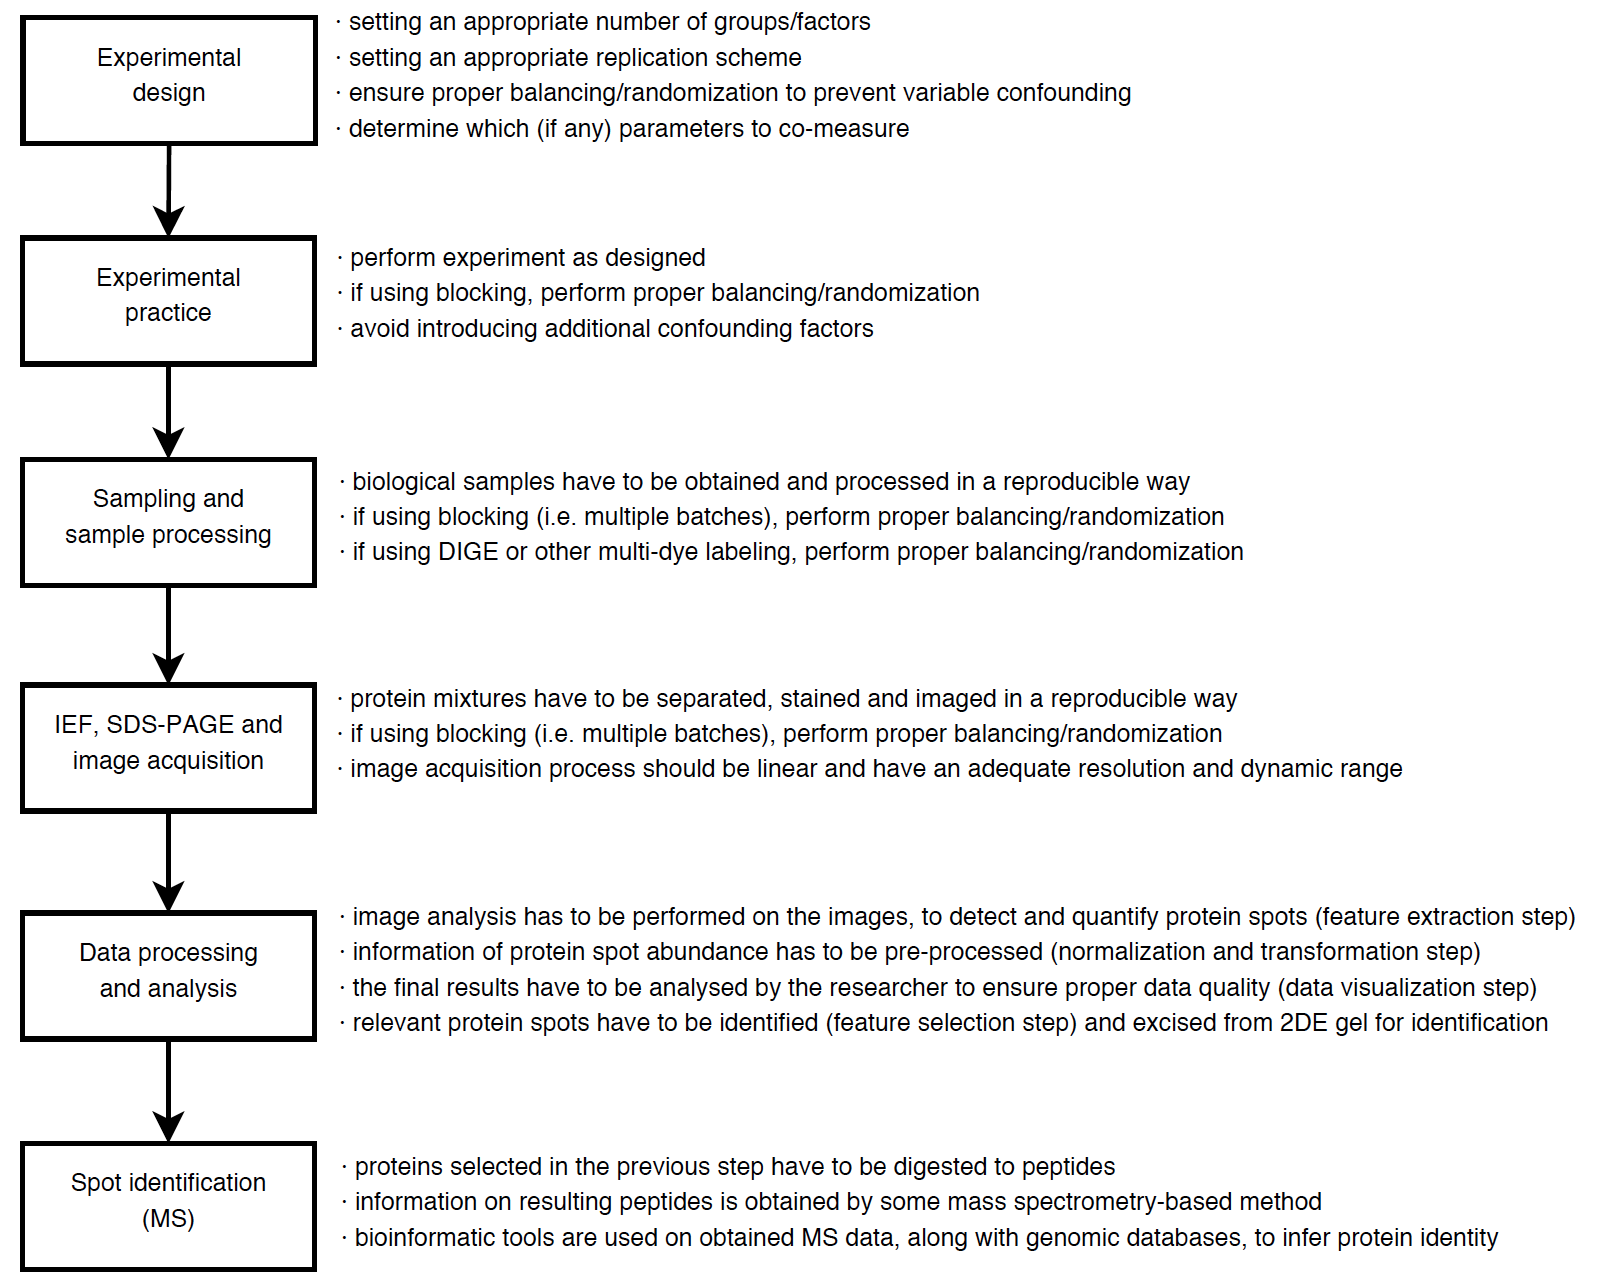 Experimental
design
· setting an appropriate number of groups/factors
· setting an appropriate replication scheme
· ensure proper balancing/randomization to prevent variable confounding
· determine which (if any) parameters to co-measure
Experimental
practice
· perform experiment as designed
· if using blocking, perform proper balancing/randomization
· avoid introducing additional confounding factors
Sampling and
sample processing
· biological samples have to be obtained and processed in a reproducible way
· if using blocking (i.e. multiple batches), perform proper balancing/randomization
· if using DIGE or other multi-dye labeling, perform proper balancing/randomization
IEF, SDS-PAGE and
image acquisition
· protein mixtures have to be separated, stained and imaged in a reproducible way
· if using blocking (i.e. multiple batches), perform proper balancing/randomization
· image acquisition process should be linear and have an adequate resolution and dynamic range
Data processing
and analysis
· image analysis has to be performed on the images, to detect and quantify protein spots (feature extraction step)
· information of protein spot abundance has to be pre-processed (normalization and transformation step)
· the final results have to be analysed by the researcher to ensure proper data quality (data visualization step)
· relevant protein spots have to be identified (feature selection step) and excised from 2DE gel for identification
Spot identification
(MS)
· proteins selected in the previous step have to be digested to peptides
· information on resulting peptides is obtained by some mass spectrometry-based method
· bioinformatic tools are used on obtained MS data, along with genomic databases, to infer protein identity